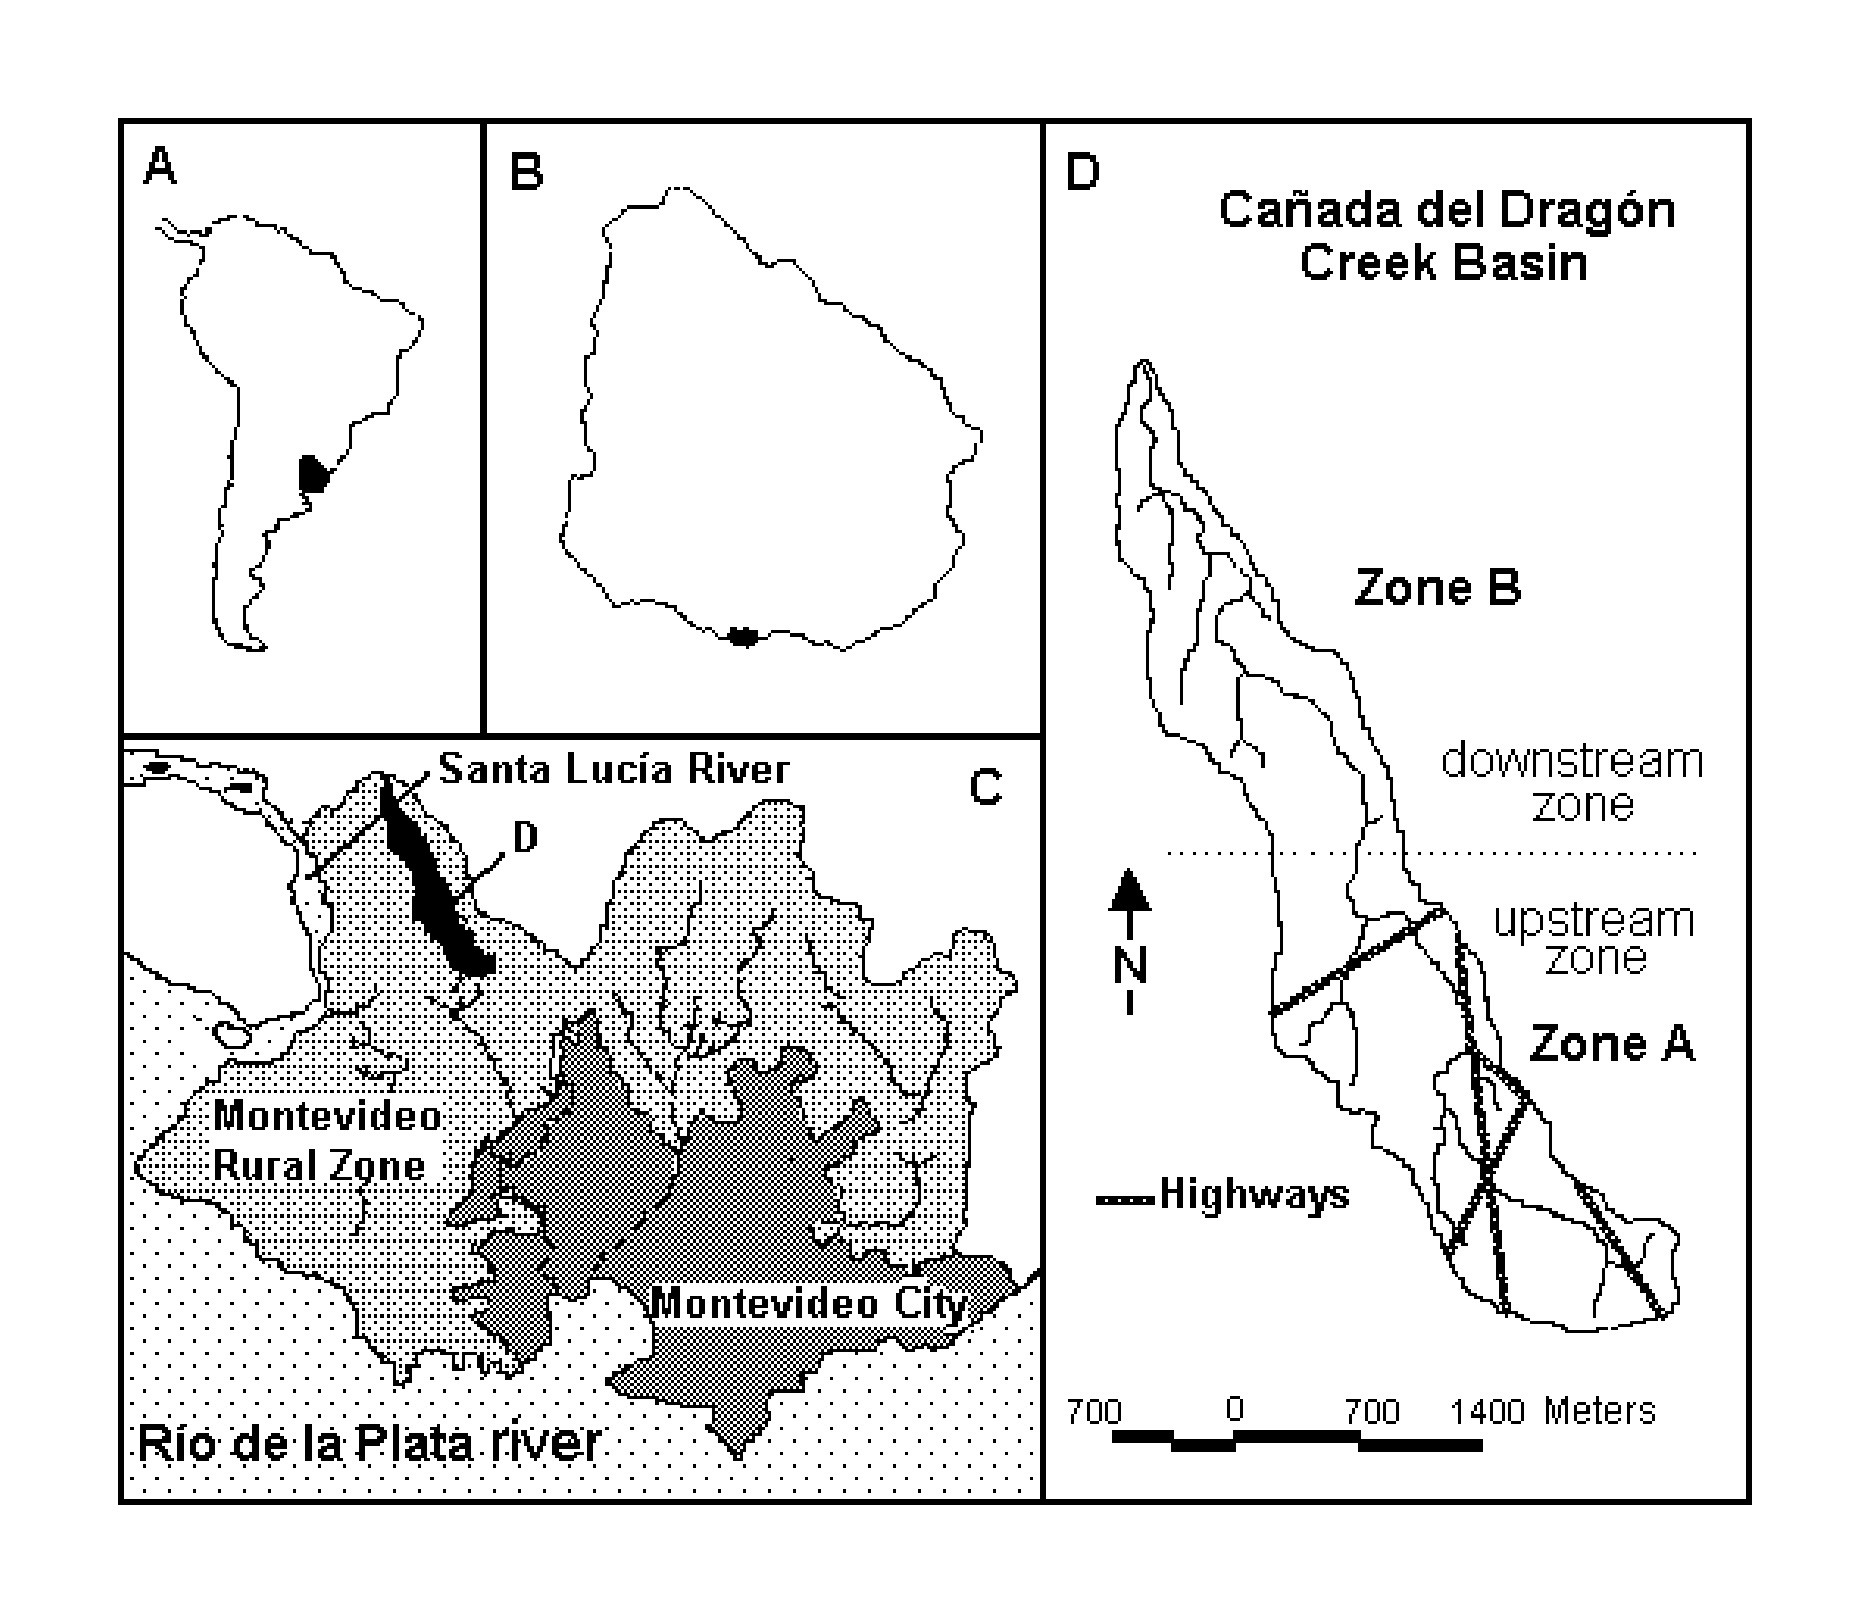 A
B
Santa Lucía River
C
D
Montevideo
Rural Zone
Montevideo City
Río de la Plata river
D
Cañada del Dragón
Creek Basin
Zone B
downstream
zone
upstream
zone
N
Zone A
Highways
700 0 700 1400 Meters